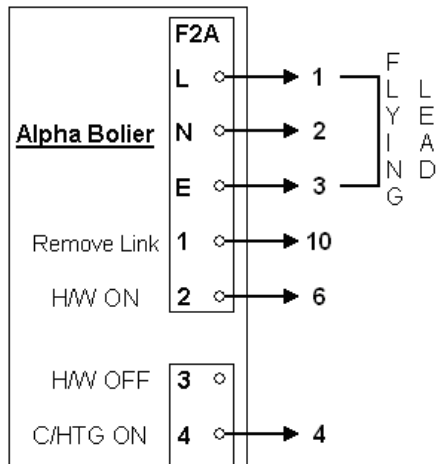 F2A
L 1
Alpha Bolier N 2
E 3
FLYING LEAD
Remove Link 1 10
H/W ON 2 6
H/W OFF 3
C/HTG ON 4 4